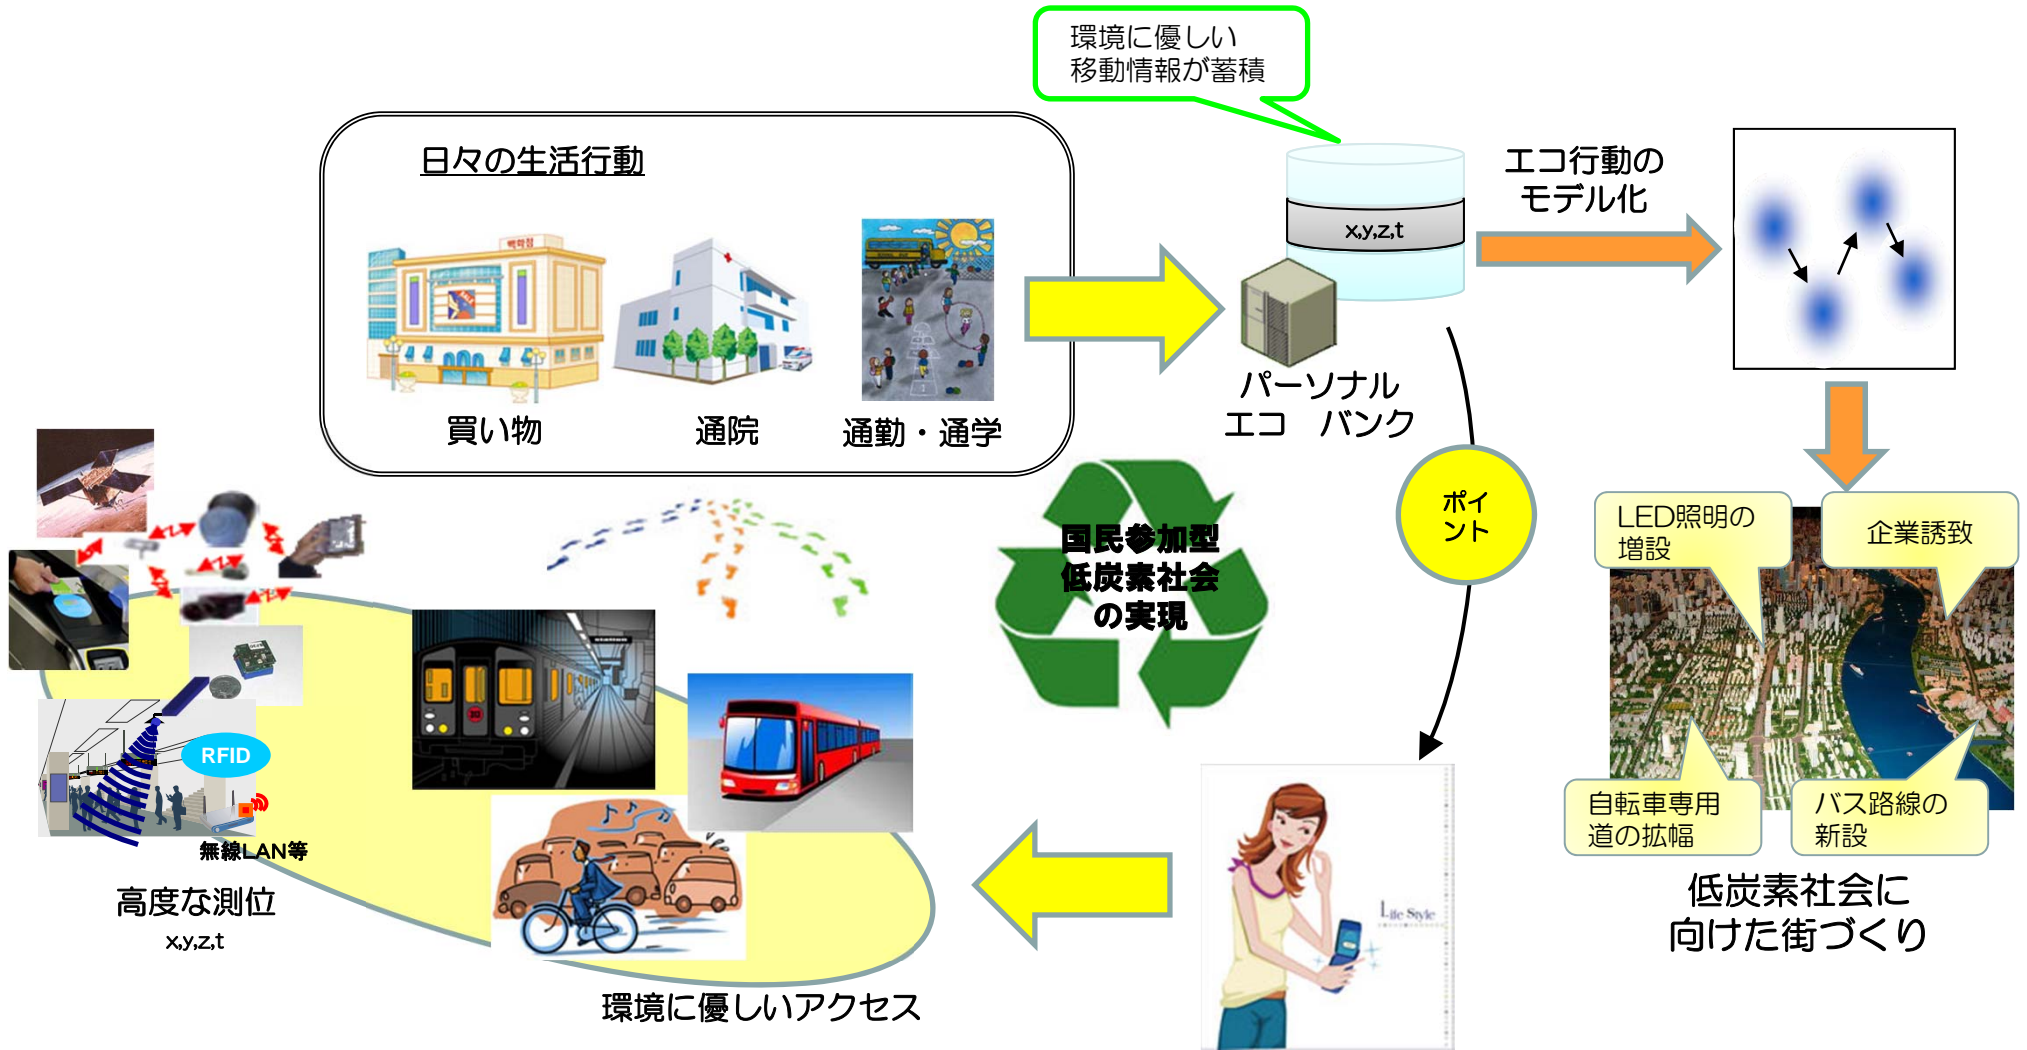 環境に優しい
移動情報が蓄積
日々の生活行動
백화점
買い物
通院
通勤・通学
x,y,z,t
パーソナル
エコ バンク
エコ行動の
モデル化
ポイ
ント
国民参加型
低炭素社会
の実現
LED照明の
増設
企業誘致
自転車専用
道の拡幅
バス路線の
新設
低炭素社会に
向けた街づくり
RFID
無線LAN等
高度な測位
x,y,z,t
環境に優しいアクセス
Life Style